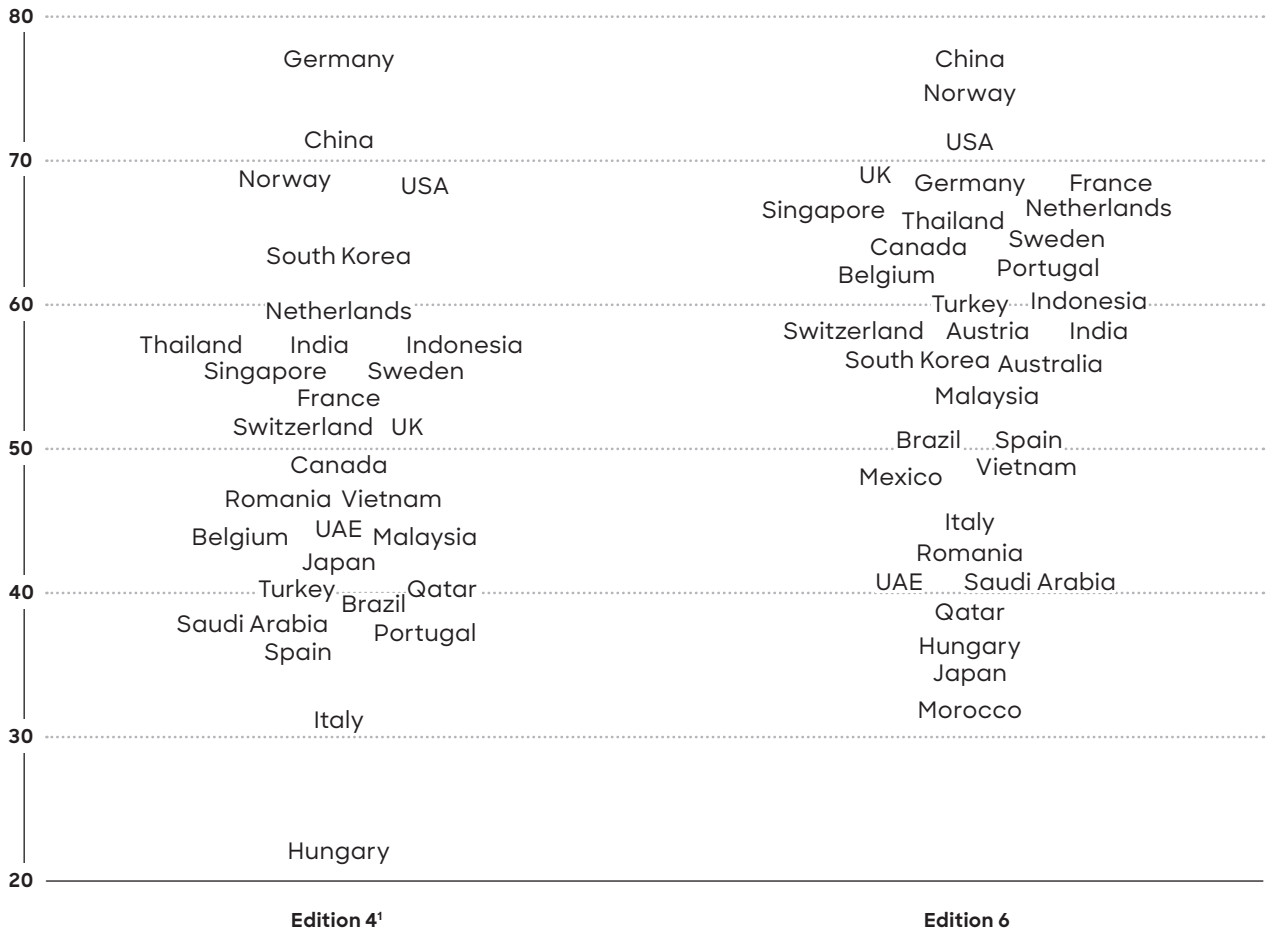 80
Germany China
Norway
China USA
70
Norway USA UK Germany France
Singapore Thailand Netherlands
South Korea Canada Sweden
Belgium Portugal
60
Netherlands Turkey Indonesia
Thailand India Indonesia Switzerland Austria India
Singapore Sweden South Korea Australia
France Malaysia
Switzerland UK Brazil Spain
50
Canada Mexico Vietnam
Romania Vietnam Italy
Belgium UAE Malaysia Romania
Japan
40
Turkey Qatar UAE Saudi Arabia
Brazil Qatar
Saudi Arabia Portugal Hungary
Spain Japan
Italy Morocco
30
Hungary
20
Edition 4¹ Edition 6